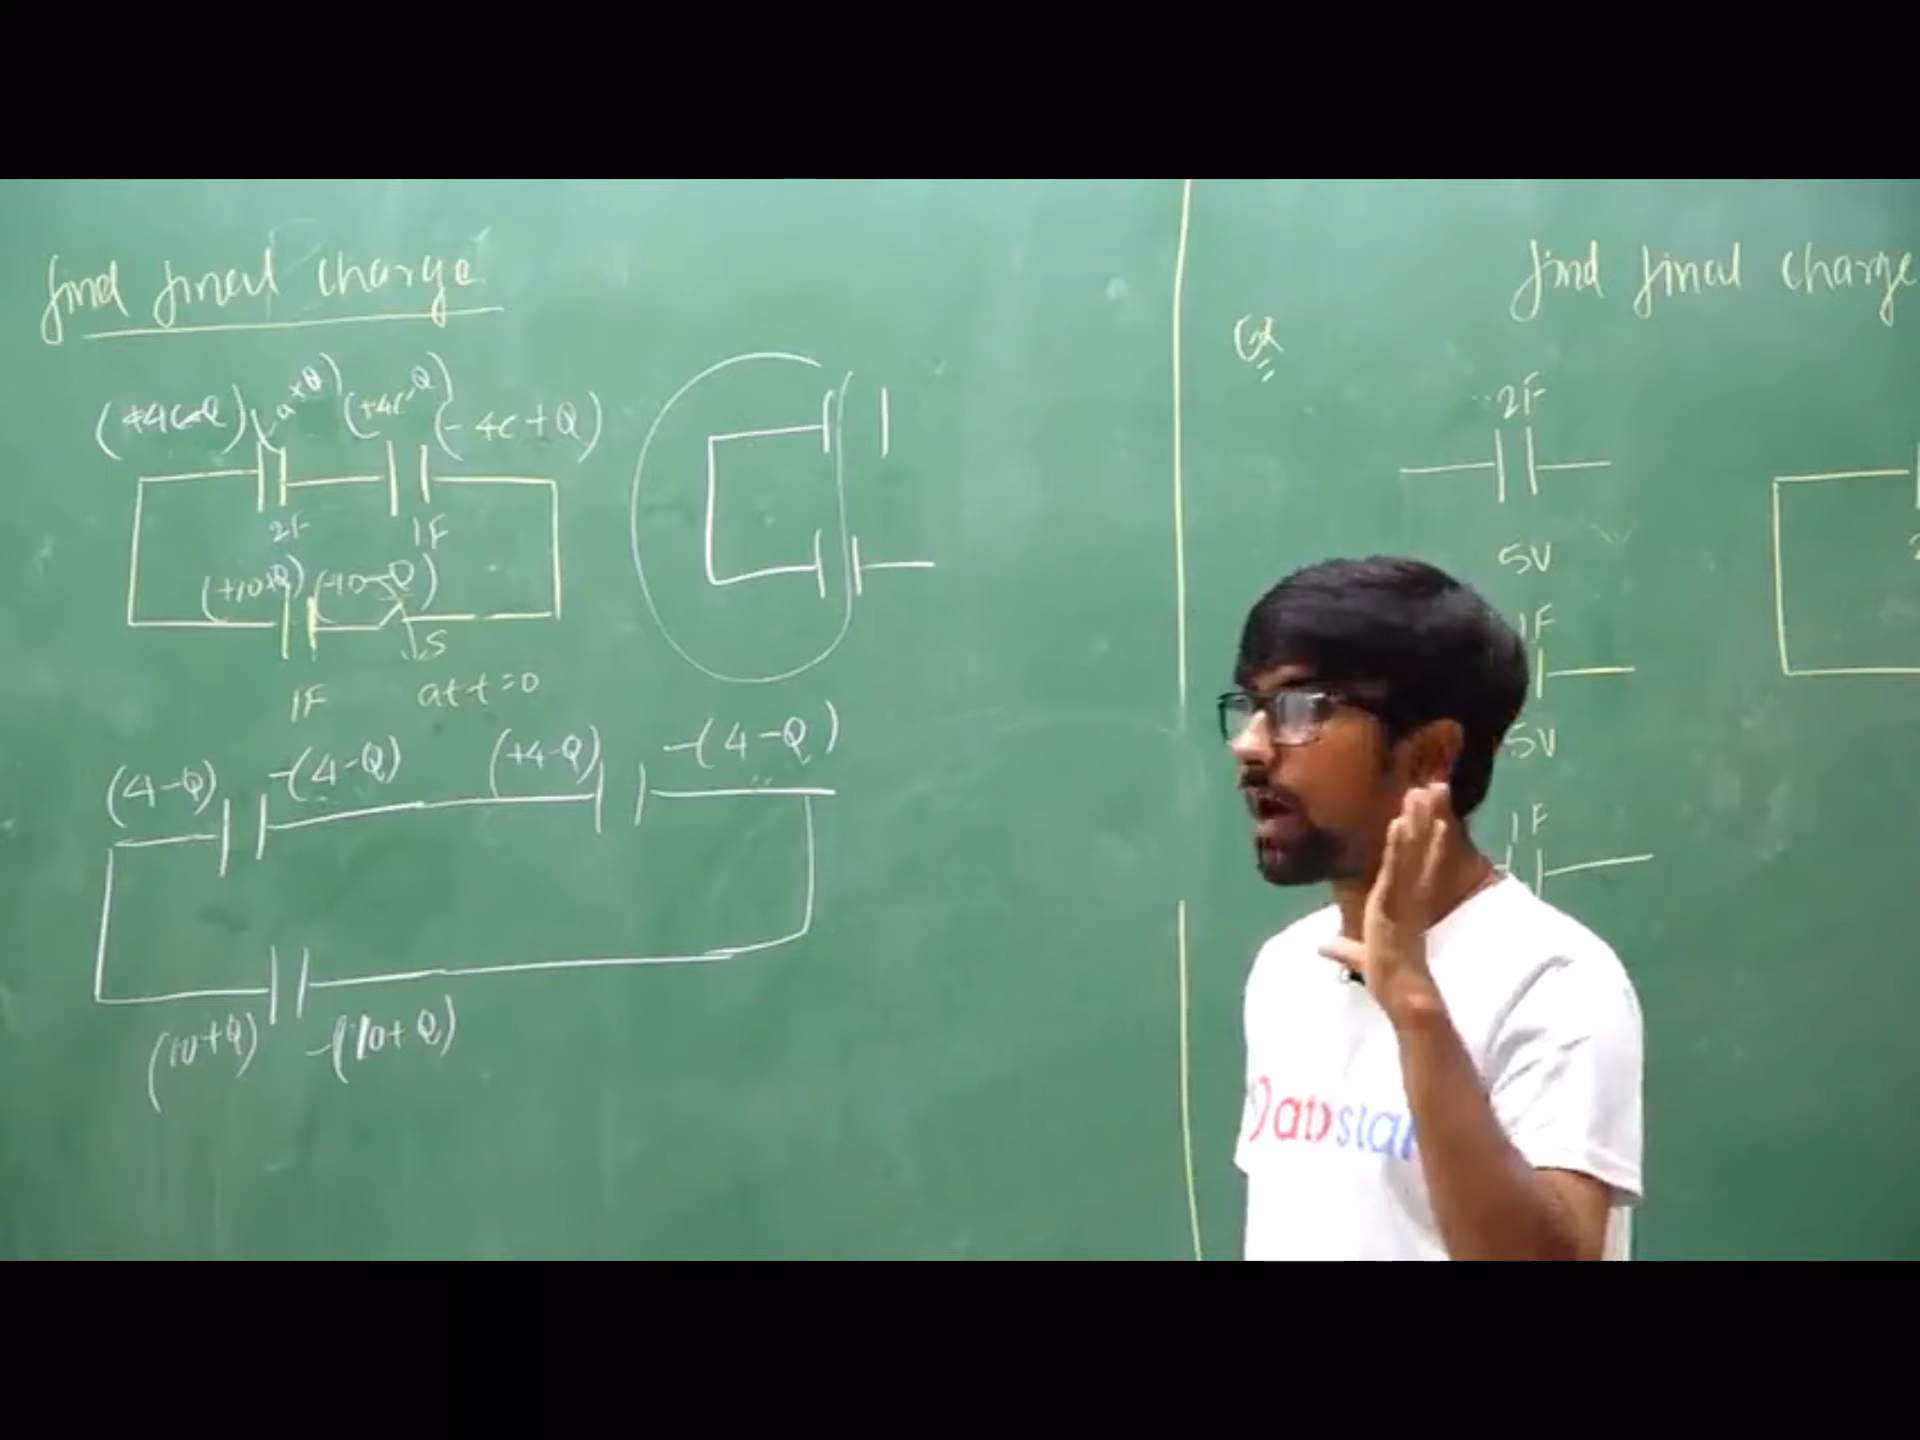 find final charge
(+4C-Q) (+4C-Q) (-4C+Q)
2F 1F
(+10+Q) (-10-Q)
S
1F at t=0
(4-Q) -(4-Q) (+4-Q) -(4-Q)
(10+Q) -(10+Q)
find final charge
2F
5V
1F
5V
1F